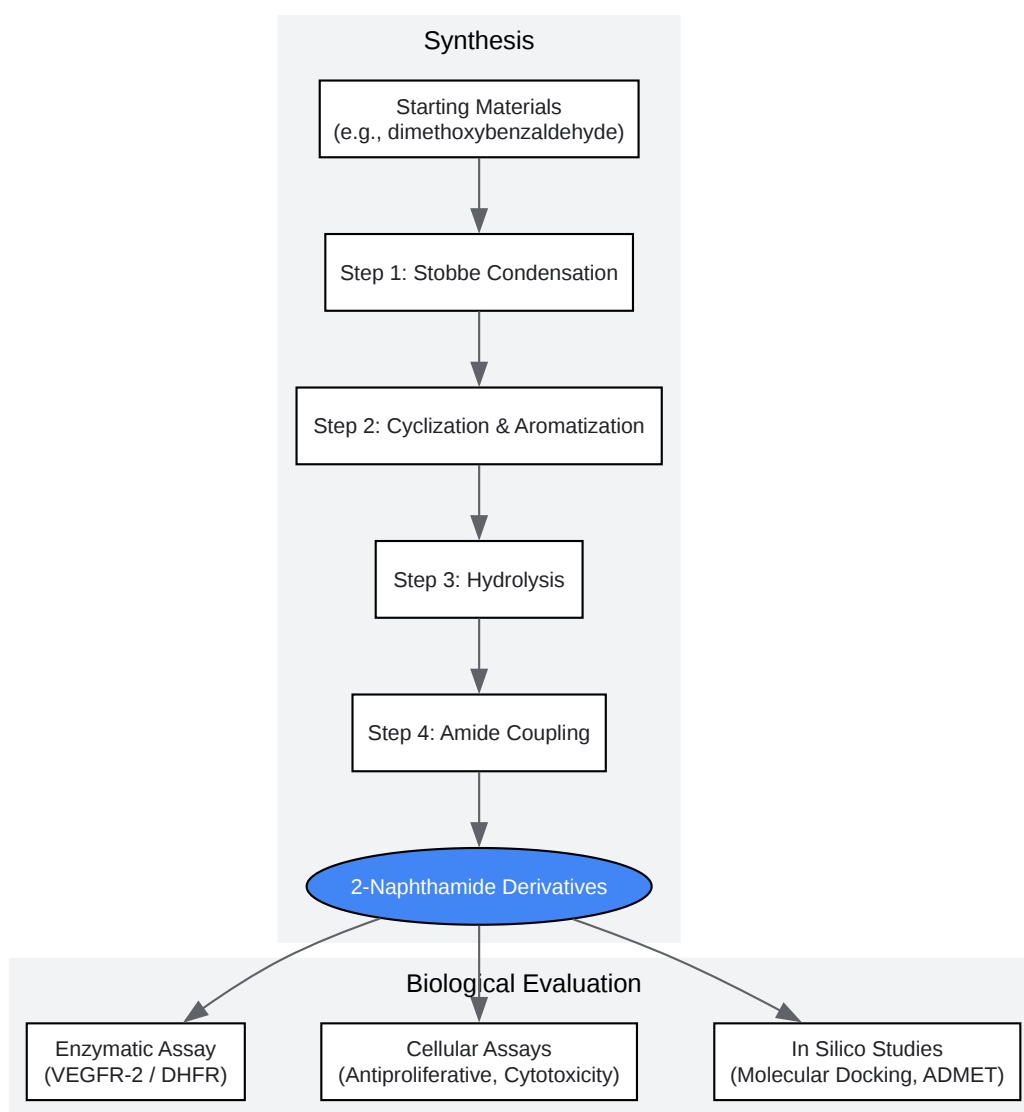 Synthesis
Starting Materials
(e.g., dimethoxybenzaldehyde)
Step 1: Stobbe Condensation
Step 2: Cyclization & Aromatization
Step 3: Hydrolysis
Step 4: Amide Coupling
2-Naphthamide Derivatives
Biological Evaluation
Enzymatic Assay
(VEGFR-2 / DHFR)
Cellular Assays
(Antiproliferative, Cytotoxicity)
In Silico Studies
(Molecular Docking, ADMET)